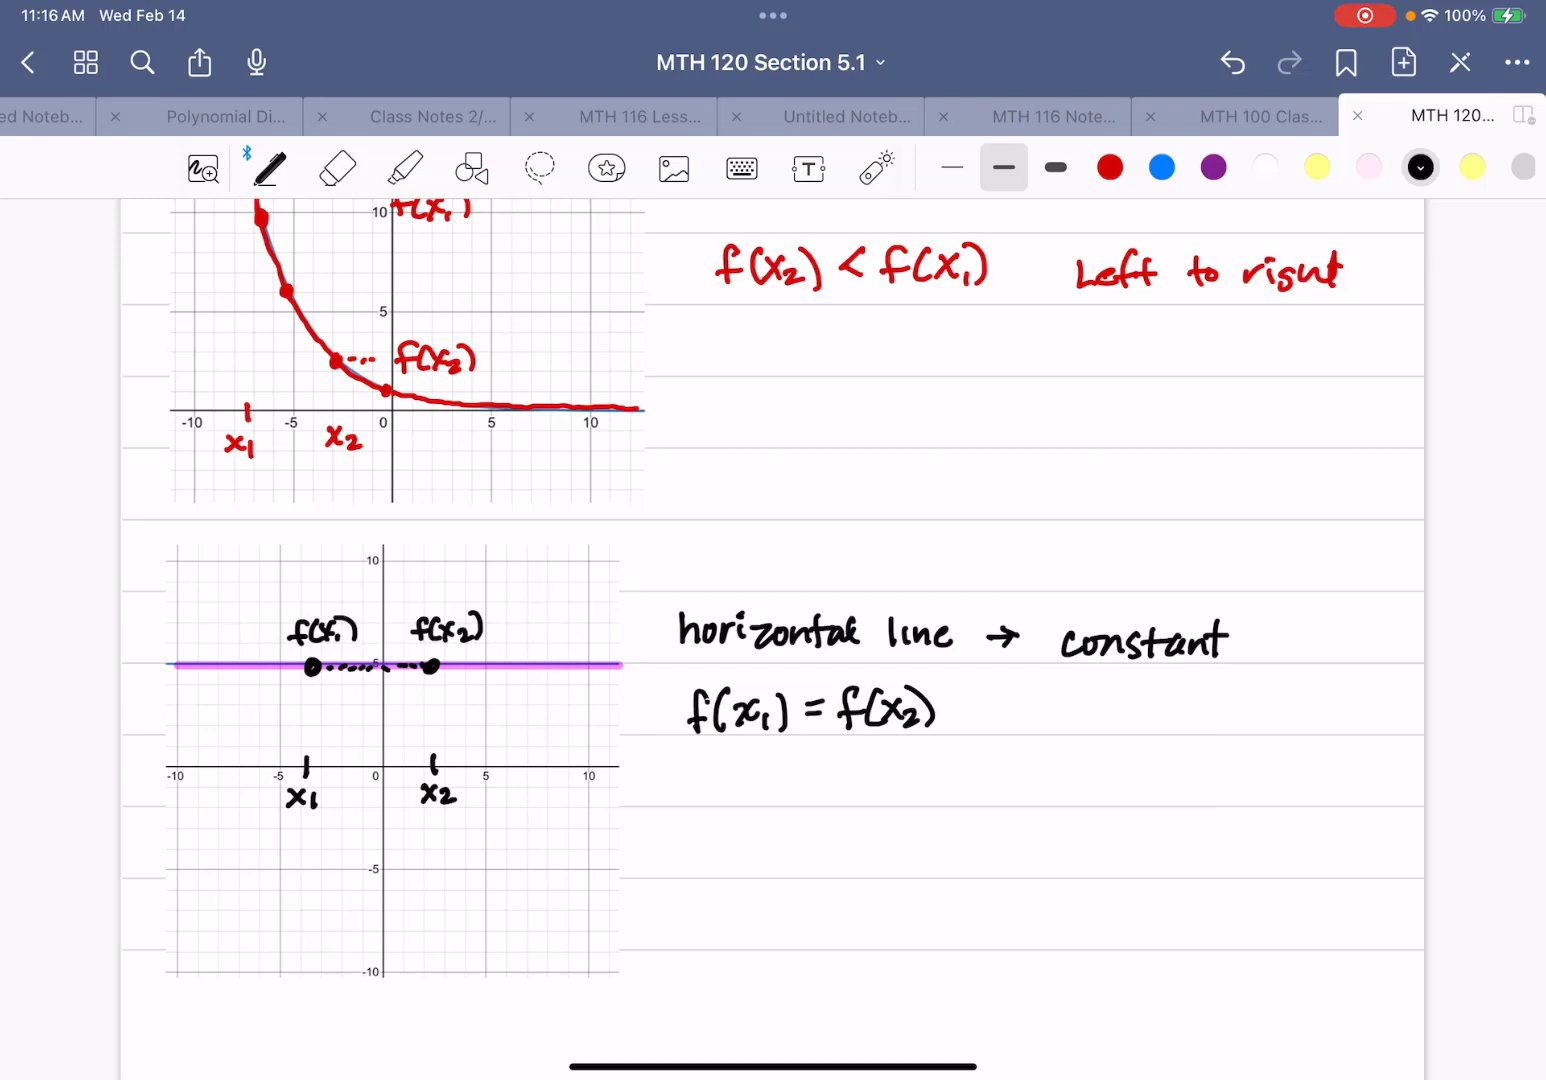 11:16 AM Wed Feb 14
100%
MTH 120 Section 5.1
ed Noteb... Polynomial Di... Class Notes 2/... MTH 116 Less... Untitled Noteb... MTH 116 Note... MTH 100 Clas... MTH 120...
T
10 f(x₁)
f(x₂) < f(x₁) Left to right
5
f(x₂)
-10 -5 0 5 10
x₁ x₂
10
f(x₁) f(x₂)
horizontal line → constant
5
f(x₁) = f(x₂)
-10 -5 0 5 10
x₁ x₂
-5
-10